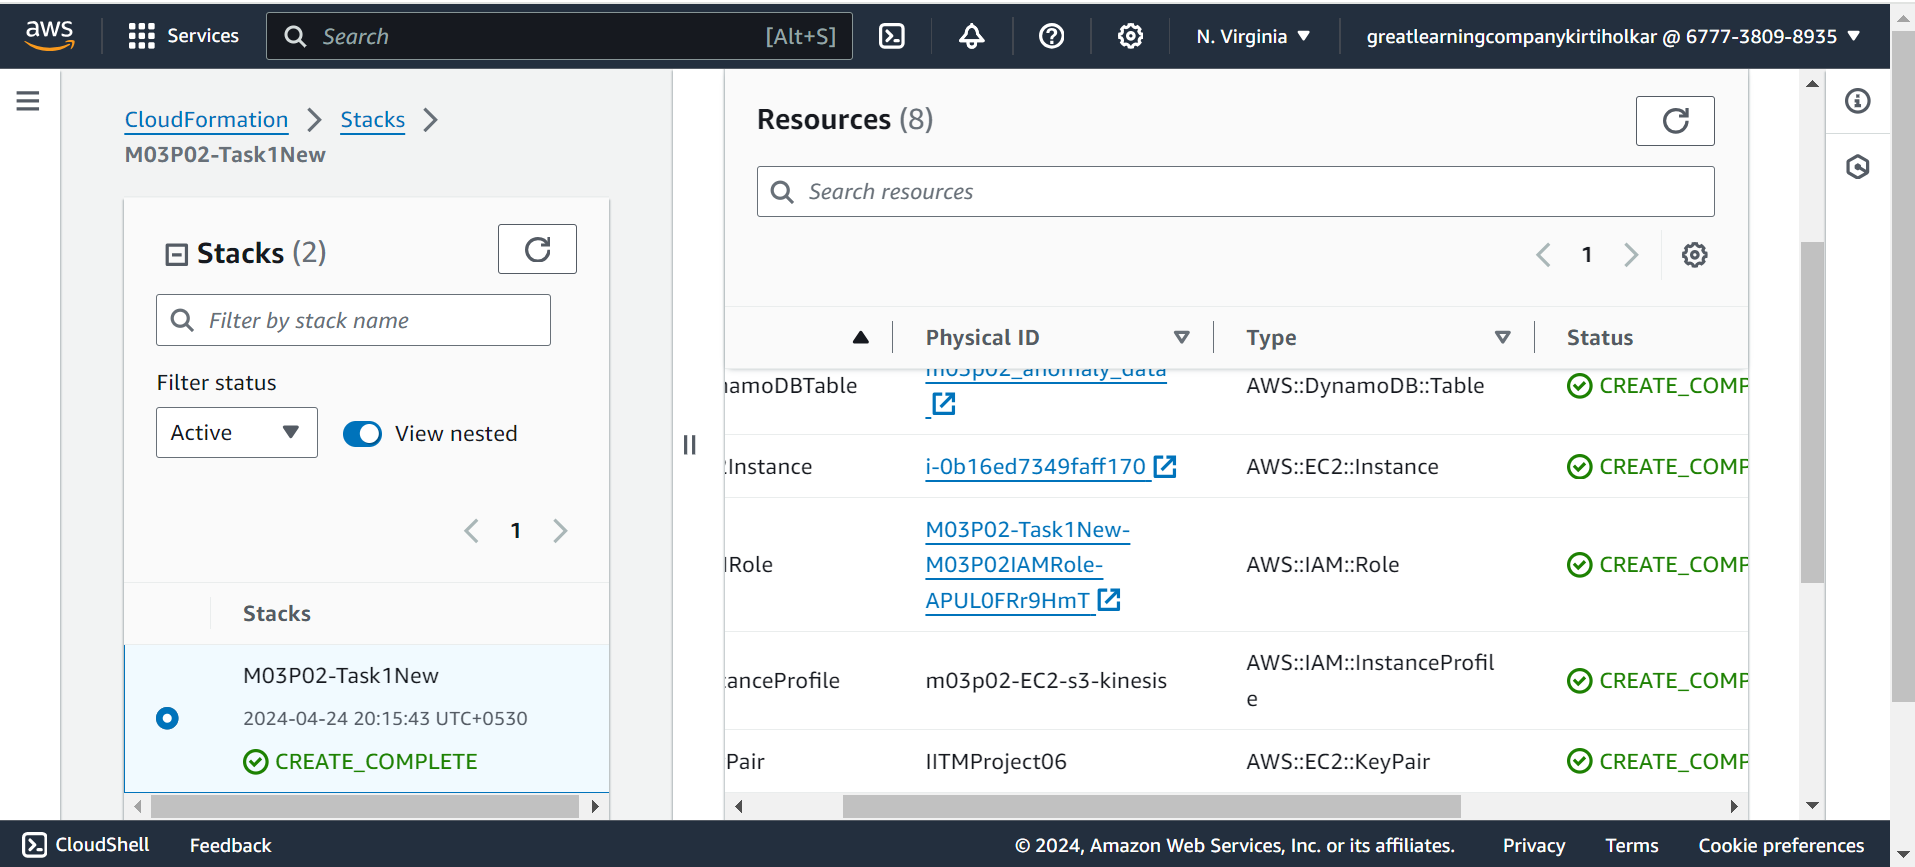 aws
Services
Search
[Alt+S]
N. Virginia
greatlearningcompanykirtiholkar @ 6777-3809-8935
CloudFormation
Stacks
M03P02-Task1New
Stacks (2)
Filter by stack name
Filter status
Active
View nested
1
Stacks
M03P02-Task1New
2024-04-24 20:15:43 UTC+0530
CREATE_COMPLETE
Resources (8)
Search resources
1
Physical ID
Type
Status
namoDBTable
m03p02_anomaly_data
AWS::DynamoDB::Table
CREATE_COMP
Instance
i-0b16ed7349faff170
AWS::EC2::Instance
CREATE_COMP
Role
M03P02-Task1New-
M03P02IAMRole-
APUL0FRr9HmT
AWS::IAM::Role
CREATE_COMP
anceProfile
m03p02-EC2-s3-kinesis
AWS::IAM::InstanceProfil
e
CREATE_COMP
Pair
IITMProject06
AWS::EC2::KeyPair
CREATE_COMP
CloudShell
Feedback
© 2024, Amazon Web Services, Inc. or its affiliates.
Privacy
Terms
Cookie preferences